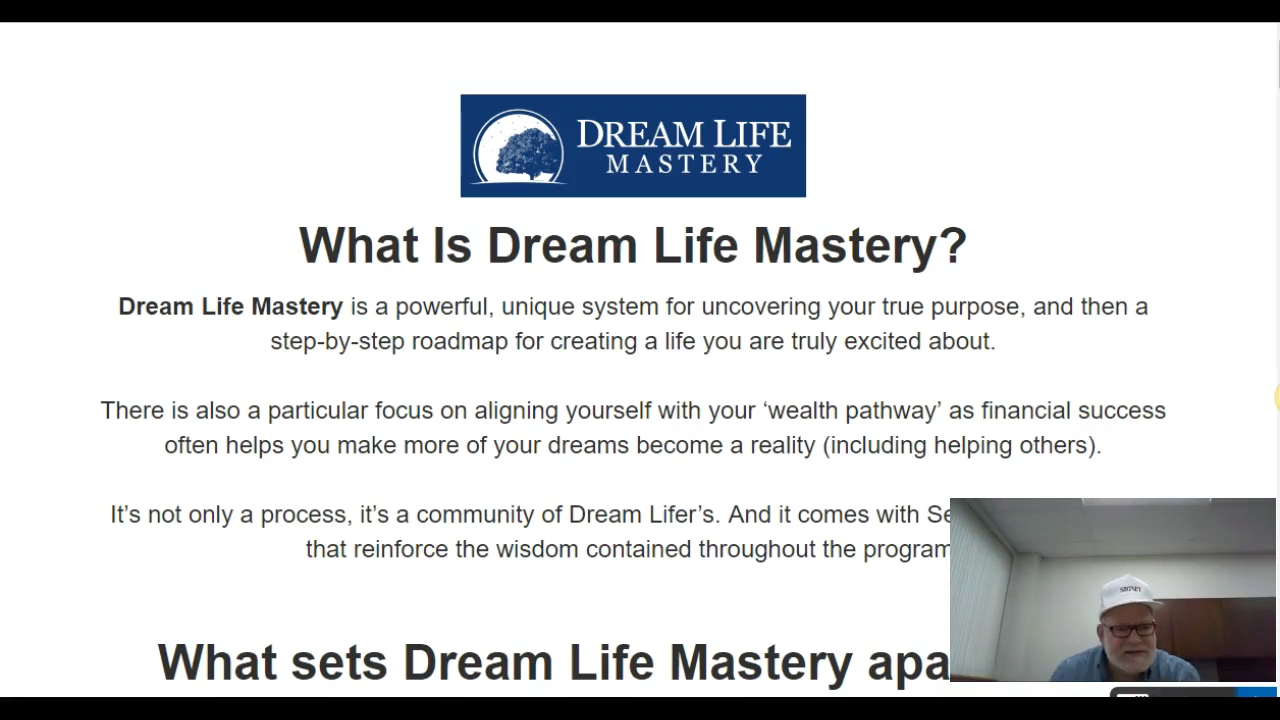 DREAM LIFE
MASTERY
What Is Dream Life Mastery?
Dream Life Mastery is a powerful, unique system for uncovering your true purpose, and then a
step-by-step roadmap for creating a life you are truly excited about.
There is also a particular focus on aligning yourself with your ‘wealth pathway’ as financial success
often helps you make more of your dreams become a reality (including helping others).
It’s not only a process, it’s a community of Dream Lifer’s. And it comes with
that reinforce the wisdom contained throughout the program
What sets Dream Life Mastery